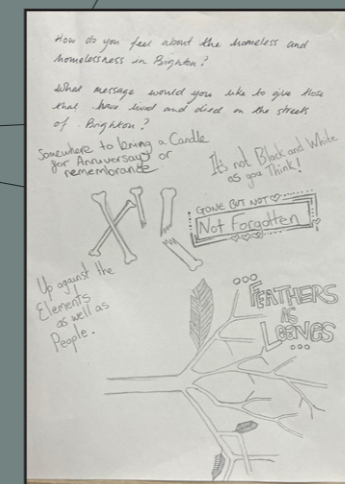 How do you feel about the homeless and
homelessness in Brighton?
What message would you like to give those
that have lived and died on the streets
of Brighton?
Somewhere to bring a Candle
for Anniversary or
remembrance
It's not Black and White
as you Think!
GONE BUT NOT
Not Forgotten
Up against the
Elements
as well as
People.
FEATHERS
AS
LEAVES